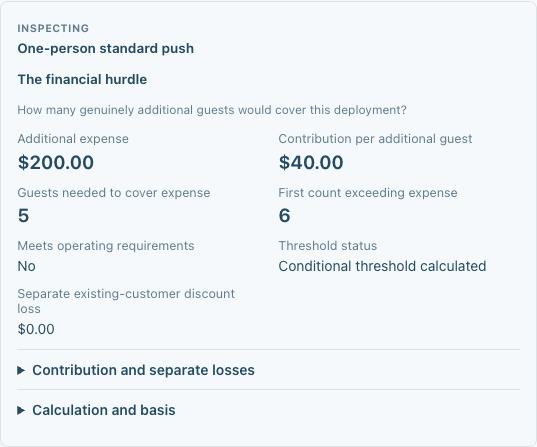 INSPECTING
One-person standard push
The financial hurdle
How many genuinely additional guests would cover this deployment?
Additional expense
$200.00
Contribution per additional guest
$40.00
Guests needed to cover expense
5
First count exceeding expense
6
Meets operating requirements
No
Threshold status
Conditional threshold calculated
Separate existing-customer discount
loss
$0.00
Contribution and separate losses
Calculation and basis